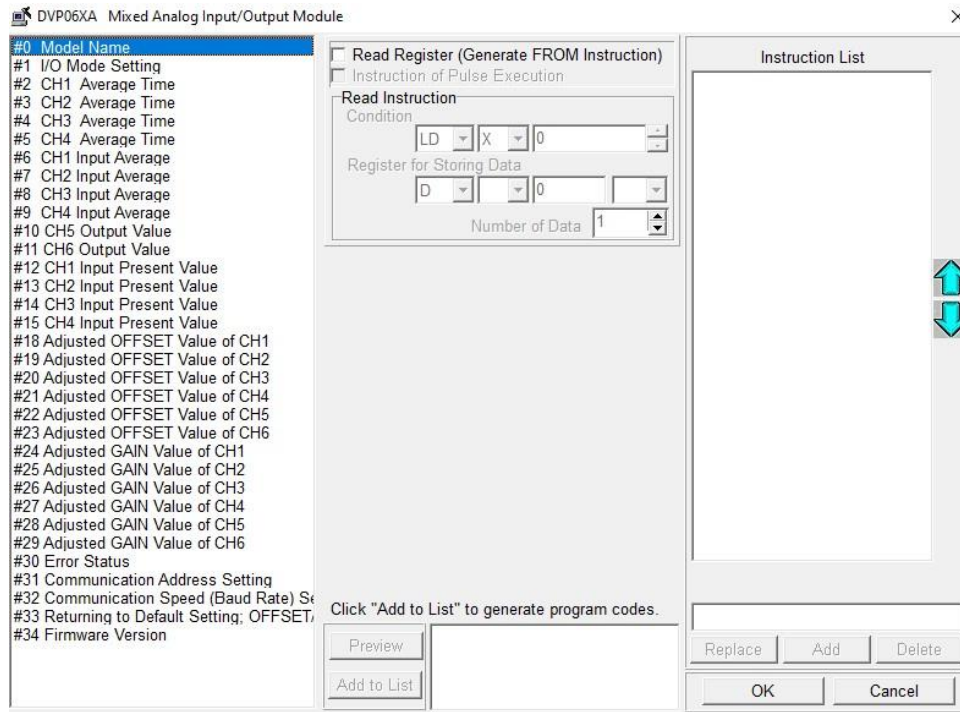 DVP06XA Mixed Analog Input/Output Module
#0 Model Name
#1 I/O Mode Setting
#2 CH1 Average Time
#3 CH2 Average Time
#4 CH3 Average Time
#5 CH4 Average Time
#6 CH1 Input Average
#7 CH2 Input Average
#8 CH3 Input Average
#9 CH4 Input Average
#10 CH5 Output Value
#11 CH6 Output Value
#12 CH1 Input Present Value
#13 CH2 Input Present Value
#14 CH3 Input Present Value
#15 CH4 Input Present Value
#18 Adjusted OFFSET Value of CH1
#19 Adjusted OFFSET Value of CH2
#20 Adjusted OFFSET Value of CH3
#21 Adjusted OFFSET Value of CH4
#22 Adjusted OFFSET Value of CH5
#23 Adjusted OFFSET Value of CH6
#24 Adjusted GAIN Value of CH1
#25 Adjusted GAIN Value of CH2
#26 Adjusted GAIN Value of CH3
#27 Adjusted GAIN Value of CH4
#28 Adjusted GAIN Value of CH5
#29 Adjusted GAIN Value of CH6
#30 Error Status
#31 Communication Address Setting
#32 Communication Speed (Baud Rate) Se
#33 Returning to Default Setting; OFFSET/
#34 Firmware Version
Read Register (Generate FROM Instruction)
Instruction of Pulse Execution
Read Instruction
Condition
LD X 0
Register for Storing Data
D 0
Number of Data 1
Click "Add to List" to generate program codes.
Preview
Add to List
Instruction List
Replace Add Delete
OK Cancel